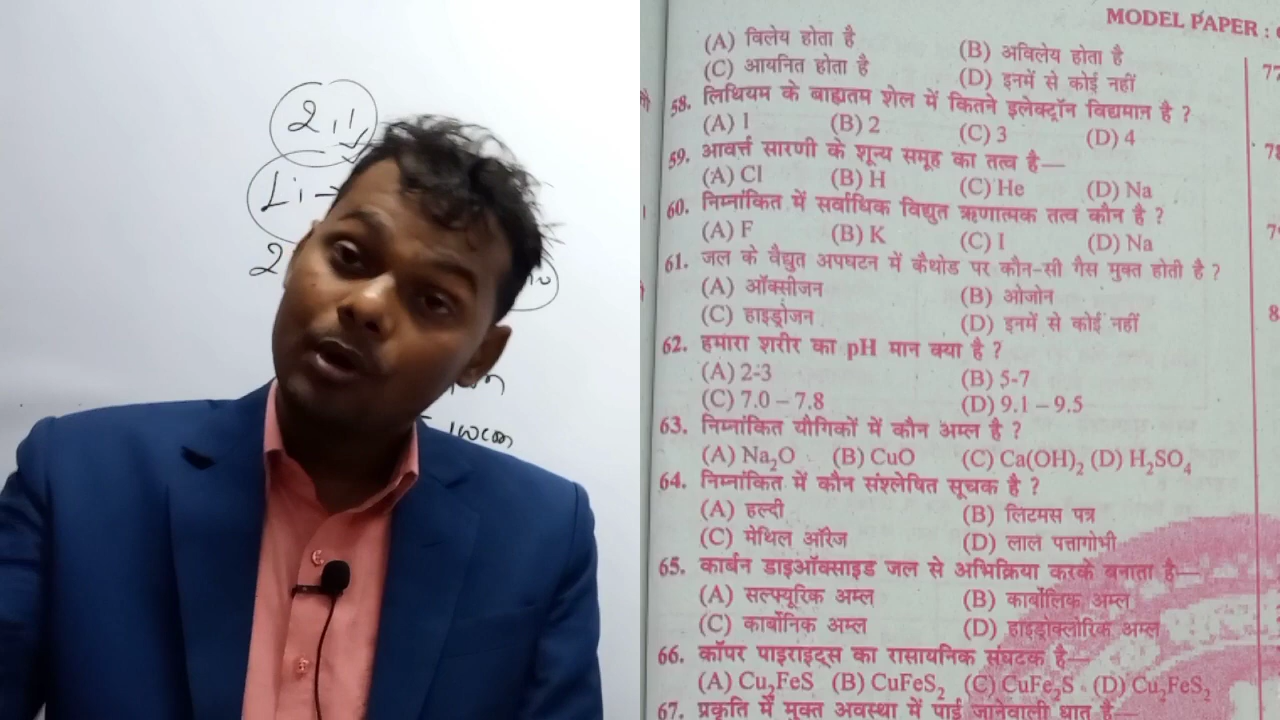 2,1
Li
2
MODEL PAPER :
(A) विलेय होता है (B) अविलेय होता है
(C) आयनित होता है (D) इनमें से कोई नहीं
58. लिथियम के बाह्यतम शेल में कितने इलेक्ट्रॉन विद्यमान है ?
(A) 1 (B) 2 (C) 3 (D) 4
59. आवर्त्त सारणी के शून्य समूह का तत्व है—
(A) Cl (B) H (C) He (D) Na
60. निम्नांकित में सर्वाधिक विद्युत ऋणात्मक तत्व कौन है ?
(A) F (B) K (C) I (D) Na
61. जल के वैद्युत अपघटन में कैथोड पर कौन-सी गैस मुक्त होती है ?
(A) ऑक्सीजन (B) ओजोन
(C) हाइड्रोजन (D) इनमें से कोई नहीं
62. हमारा शरीर का pH मान क्या है ?
(A) 2-3 (B) 5-7
(C) 7.0 – 7.8 (D) 9.1 – 9.5
63. निम्नांकित यौगिकों में कौन अम्ल है ?
(A) Na₂O (B) CuO (C) Ca(OH)₂ (D) H₂SO₄
64. निम्नांकित में कौन संश्लेषित सूचक है ?
(A) हल्दी (B) लिटमस पत्र
(C) मेथिल ऑरेंज (D) लाल पत्तागोभी
65. कार्बन डाइऑक्साइड जल से अभिक्रिया करके बनाता है—
(A) सल्फ्यूरिक अम्ल (B) कार्बोलिक अम्ल
(C) कार्बोनिक अम्ल (D) हाइड्रोक्लोरिक अम्ल
66. कॉपर पाइराइट्स का रासायनिक संघटक है—
(A) Cu₂FeS (B) CuFeS₂ (C) CuFe₂S (D) Cu₂FeS₂
67. प्रकृति में मुक्त अवस्था में पाई जानेवाली धातु है—